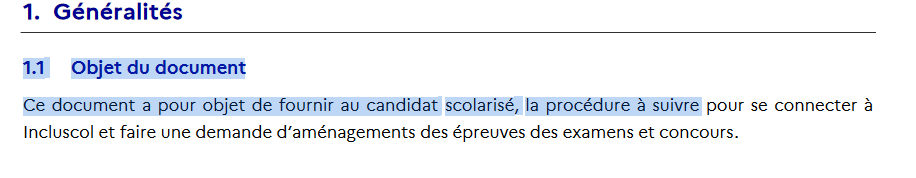 1. Généralités
1.1 Objet du document
Ce document a pour objet de fournir au candidat scolarisé, la procédure à suivre pour se connecter à
Incluscol et faire une demande d’aménagements des épreuves des examens et concours.